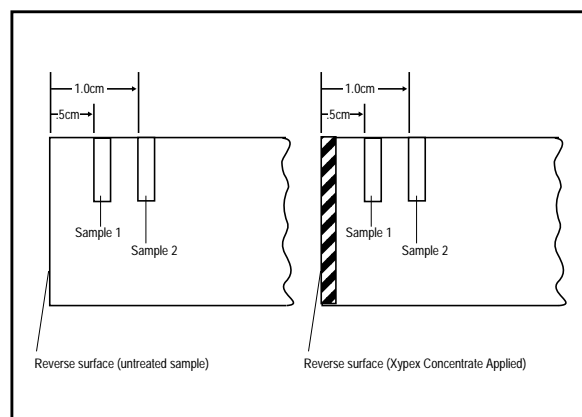 1.0cm
.5cm
Sample 1
Sample 2
Reverse surface (untreated sample)
1.0cm
.5cm
Sample 1
Sample 2
Reverse surface (Xypex Concentrate Applied)